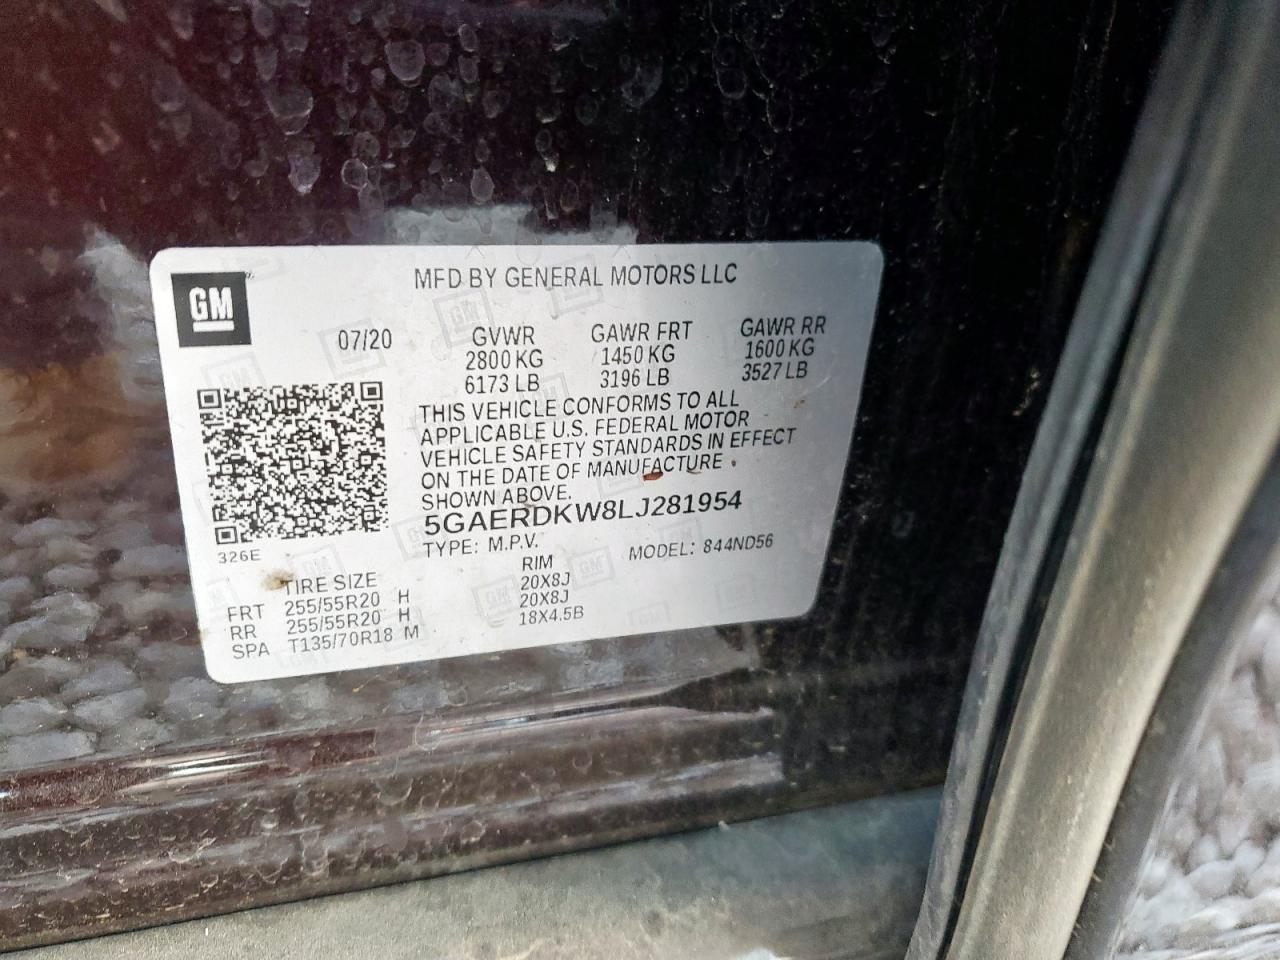 MFD BY GENERAL MOTORS LLC
GM
07/20 GVWR GAWR FRT GAWR RR
2800 KG 1450 KG 1600 KG
6173 LB 3196 LB 3527 LB
THIS VEHICLE CONFORMS TO ALL
APPLICABLE U.S. FEDERAL MOTOR
VEHICLE SAFETY STANDARDS IN EFFECT
ON THE DATE OF MANUFACTURE
SHOWN ABOVE.
5GAERDKW8LJ281954
326E TYPE: M.P.V. MODEL: 844ND56
TIRE SIZE RIM
FRT 255/55R20 H 20X8J
RR 255/55R20 H 20X8J
SPA T135/70R18 M 18X4.5B